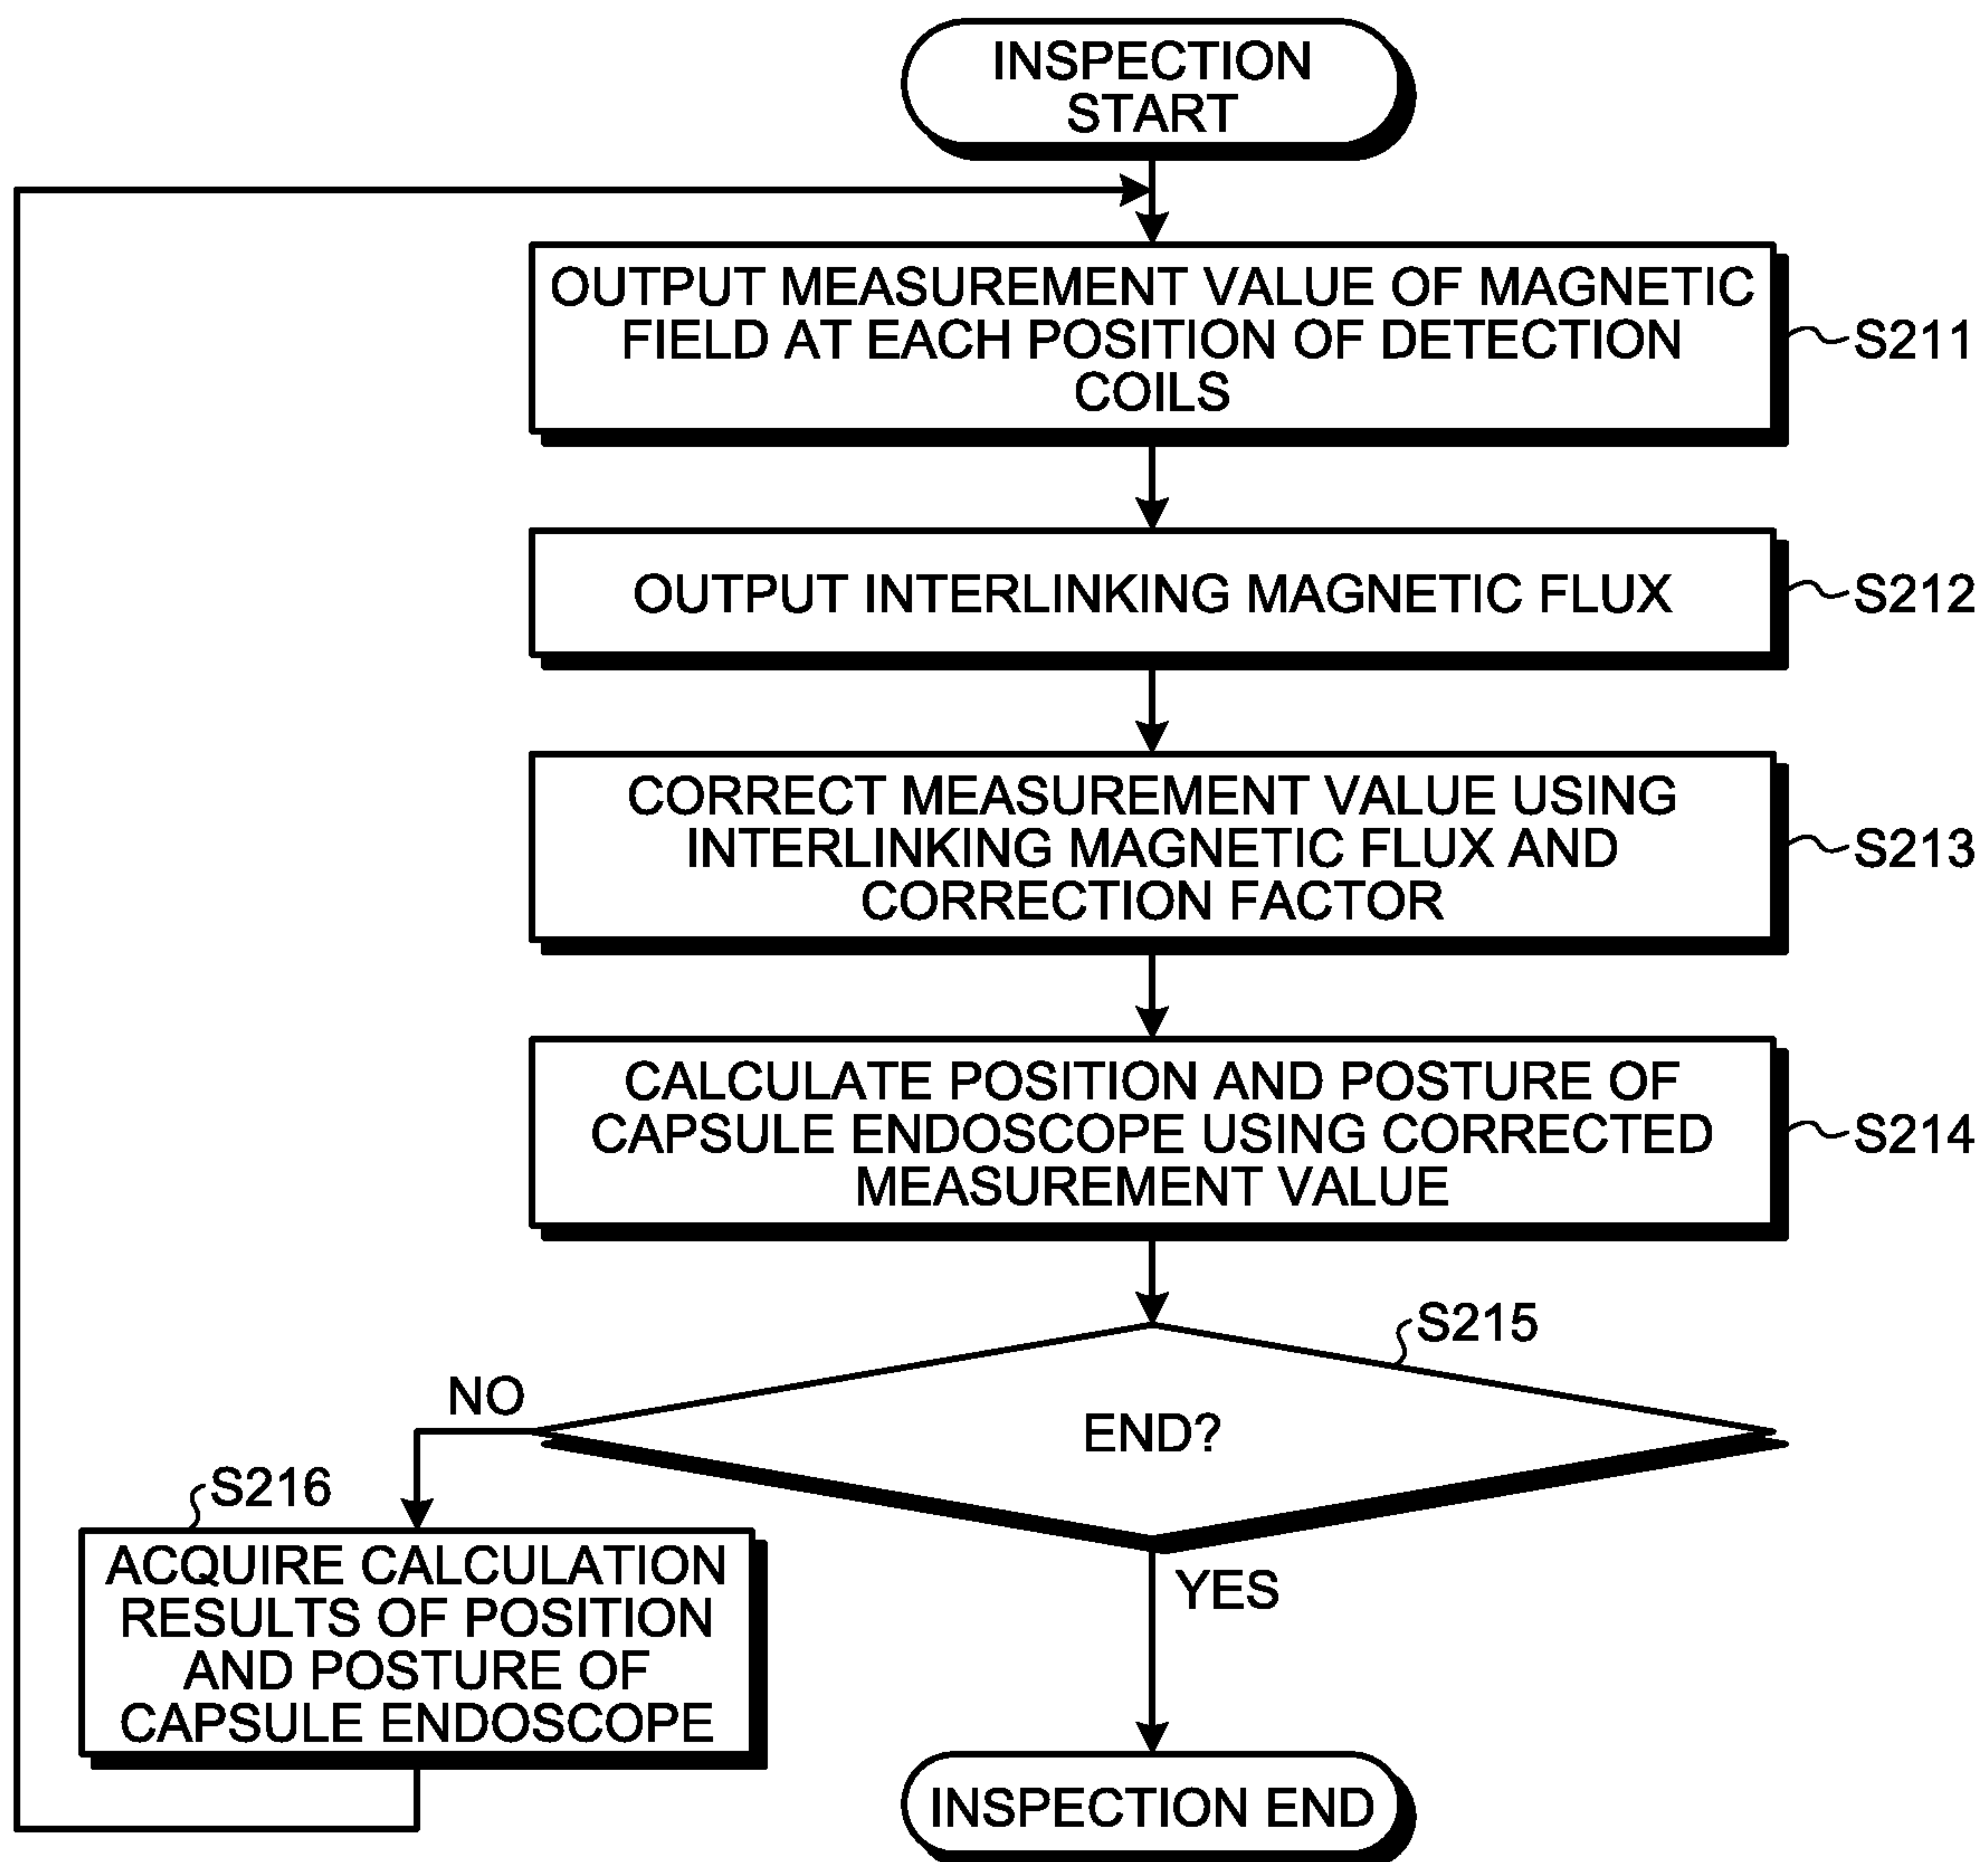 INSPECTION
START
OUTPUT MEASUREMENT VALUE OF MAGNETIC
FIELD AT EACH POSITION OF DETECTION
COILS
S211
OUTPUT INTERLINKING MAGNETIC FLUX
S212
CORRECT MEASUREMENT VALUE USING
INTERLINKING MAGNETIC FLUX AND
CORRECTION FACTOR
S213
CALCULATE POSITION AND POSTURE OF
CAPSULE ENDOSCOPE USING CORRECTED
MEASUREMENT VALUE
S214
S215
END?
NO
S216
ACQUIRE CALCULATION
RESULTS OF POSITION
AND POSTURE OF
CAPSULE ENDOSCOPE
YES
INSPECTION END